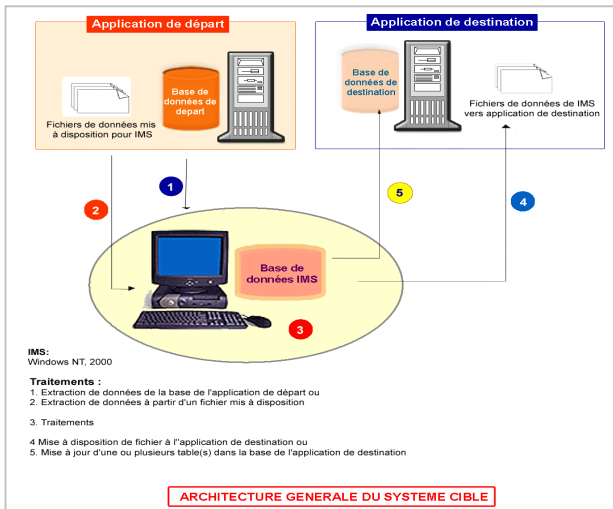 Application de départ
Application de destination
Base de
données de
départ
Fichiers de données mis
à disposition pour IMS
Base de
données de
destination
Fichiers de données de IMS
vers application de destination
1
2
5
4
Base de
données IMS
3
IMS:
Windows NT, 2000
Traitements :
1. Extraction de données de la base de l'application de départ ou
2. Extraction de données à partir d'un fichier mis à disposition
3. Traitements
4 Mise à disposition de fichier à l''application de destination ou
5. Mise à jour d'une ou plusieurs table(s) dans la base de l'application de destination
ARCHITECTURE GENERALE DU SYSTEME CIBLE